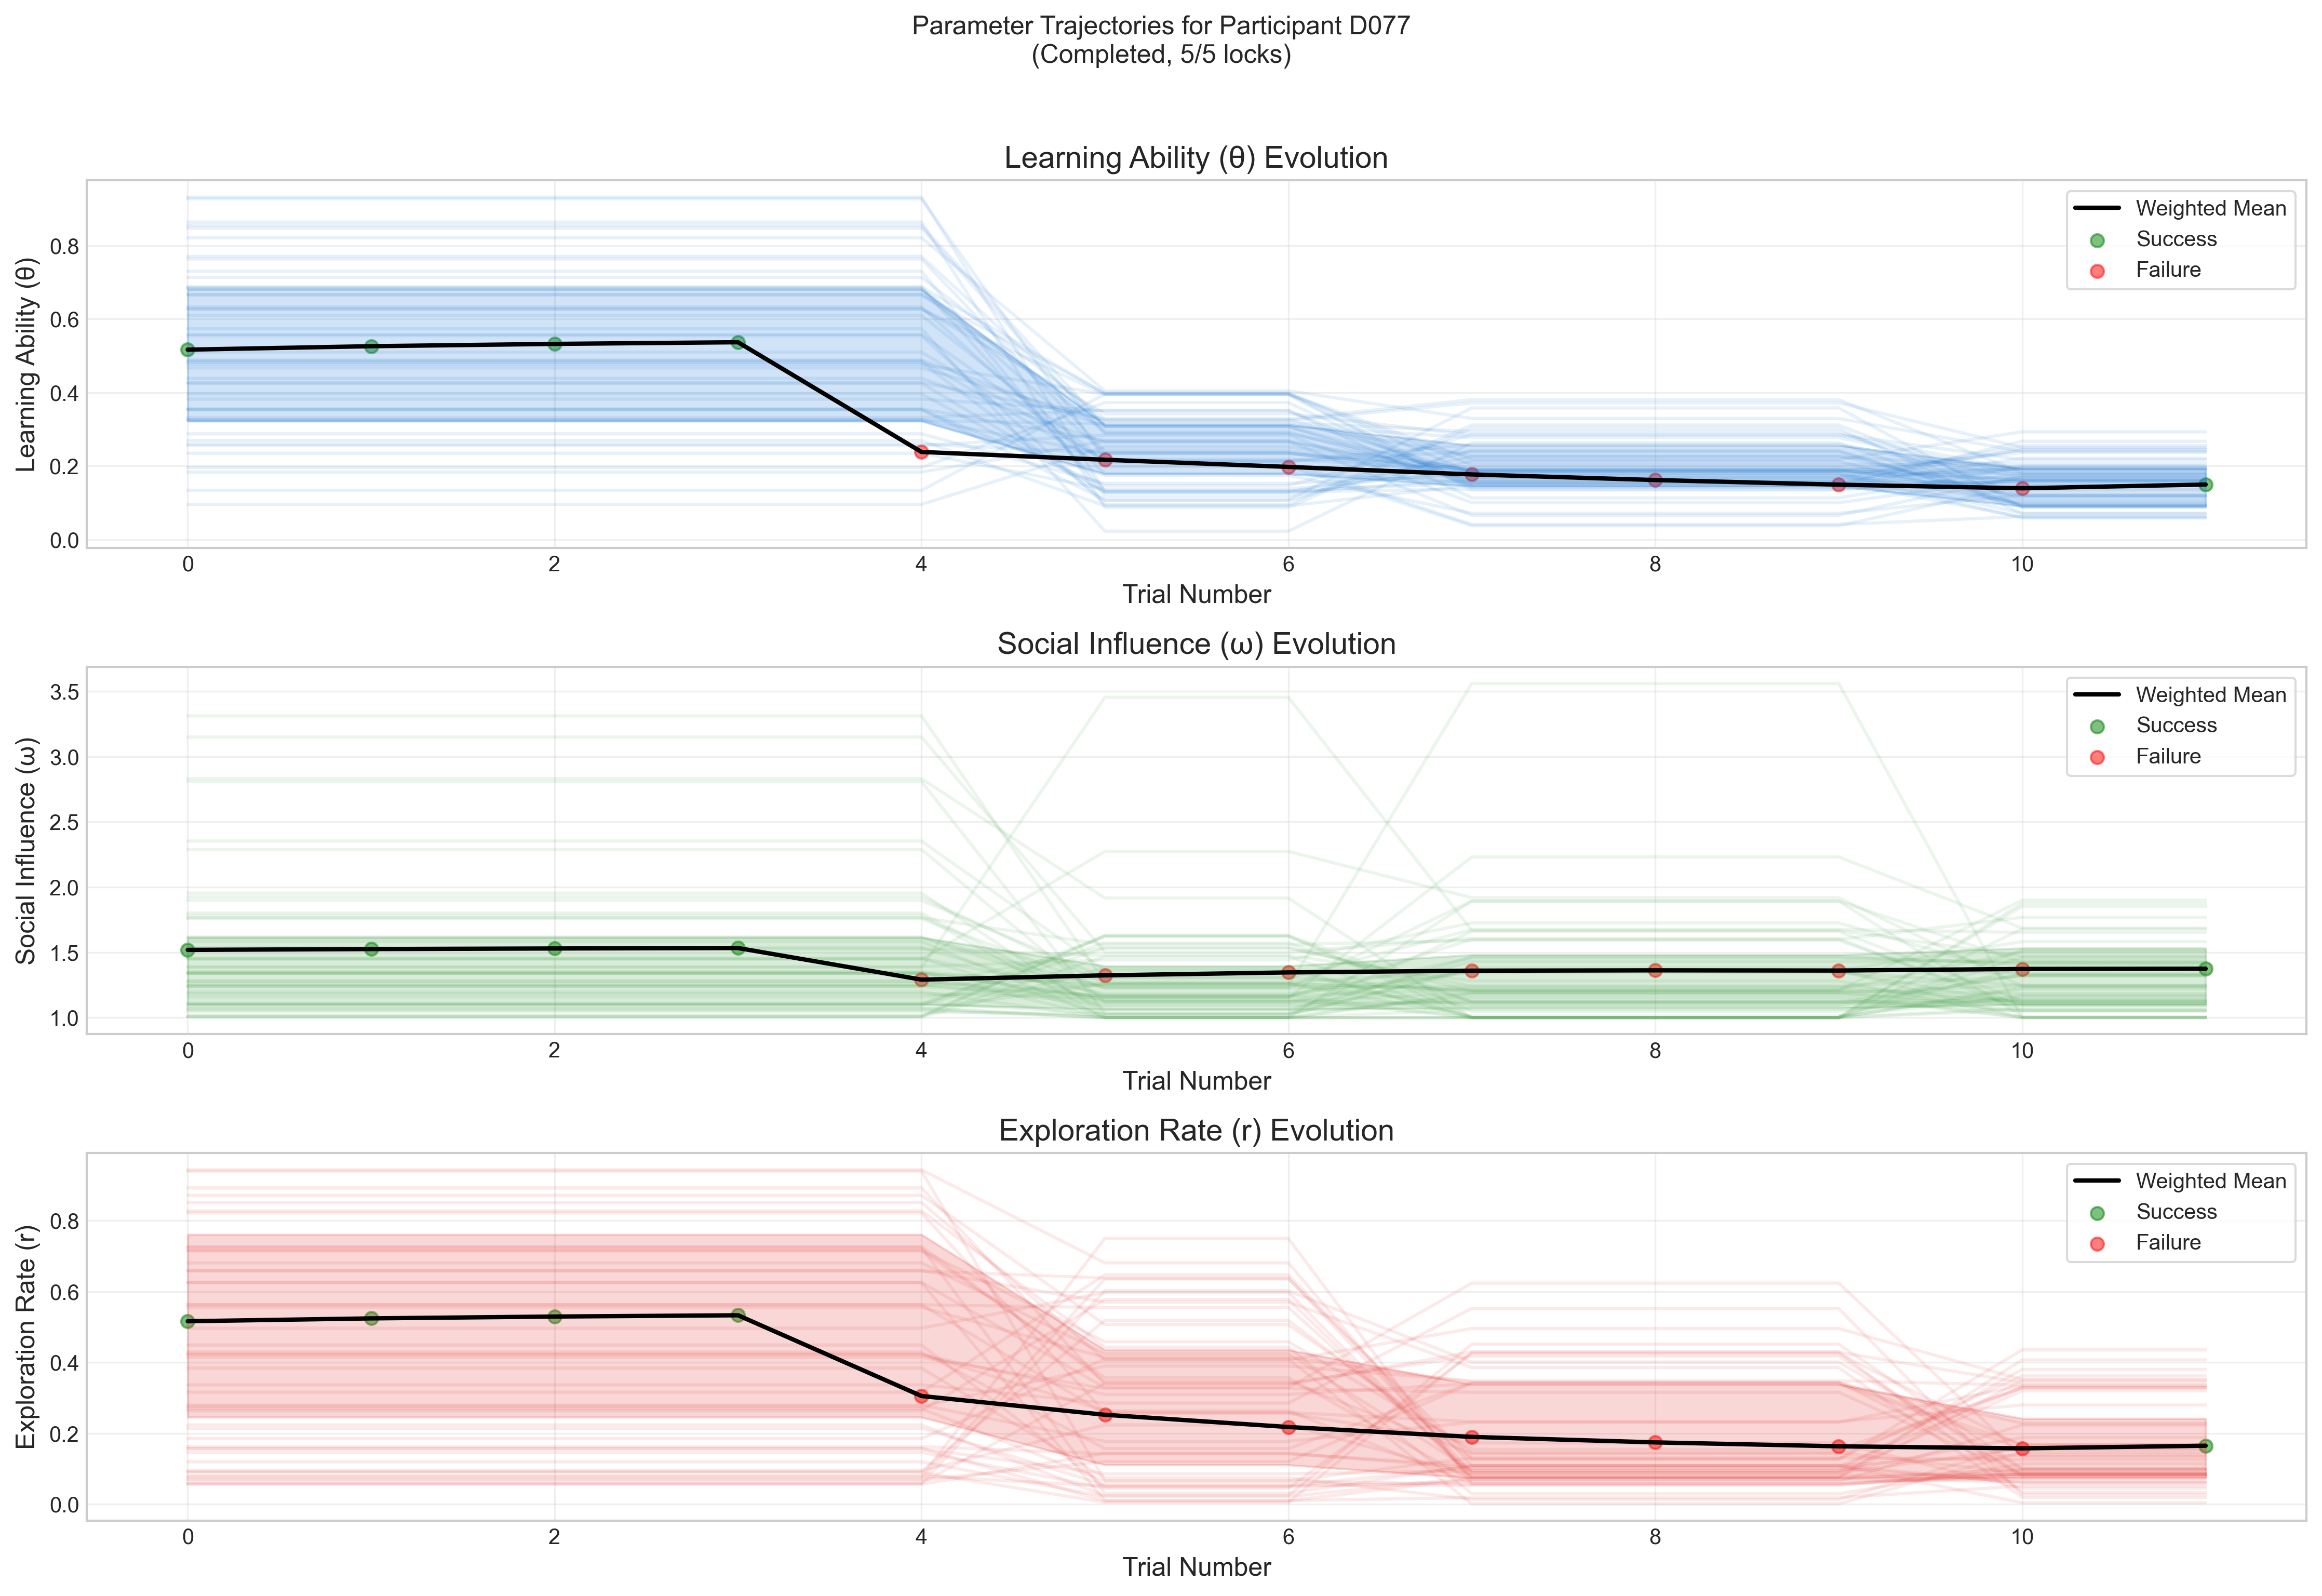 Parameter Trajectories for Participant D077
(Completed, 5/5 locks)
Learning Ability (θ) Evolution
Learning Ability (θ)
0.8
0.6
0.4
0.2
0.0
Weighted Mean
Success
Failure
0 2 4 6 8 10
Trial Number
Social Influence (ω) Evolution
Social Influence (ω)
3.5
3.0
2.5
2.0
1.5
1.0
Weighted Mean
Success
Failure
0 2 4 6 8 10
Trial Number
Exploration Rate (r) Evolution
Exploration Rate (r)
0.8
0.6
0.4
0.2
0.0
Weighted Mean
Success
Failure
0 2 4 6 8 10
Trial Number